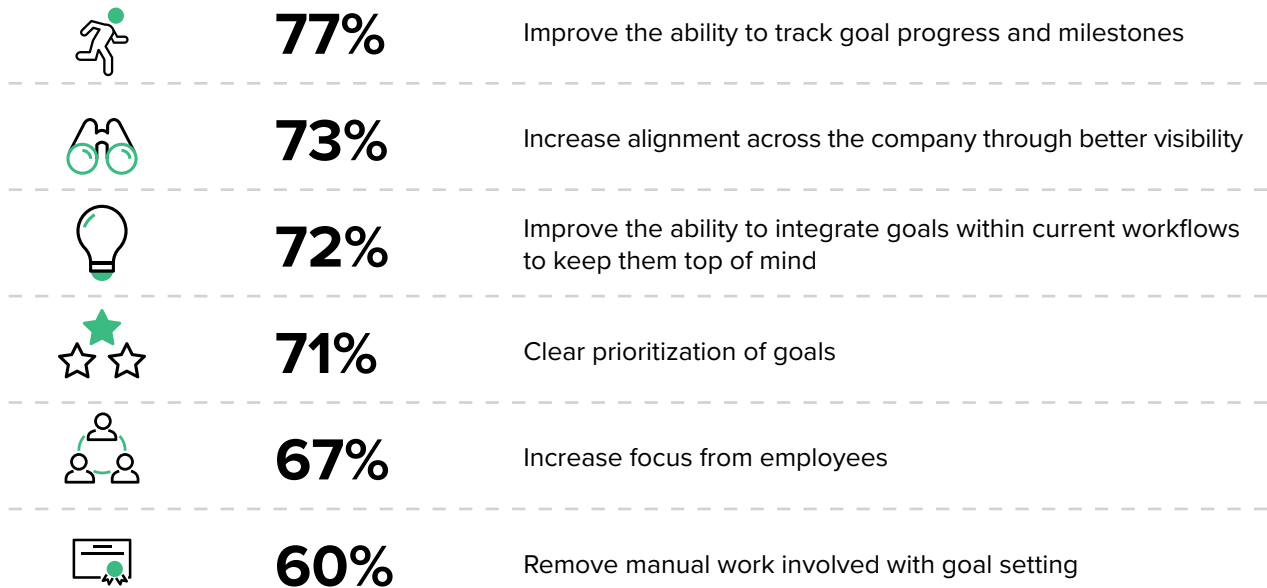 77%
Improve the ability to track goal progress and milestones
73%
Increase alignment across the company through better visibility
72%
Improve the ability to integrate goals within current workflows
to keep them top of mind
71%
Clear prioritization of goals
67%
Increase focus from employees
60%
Remove manual work involved with goal setting